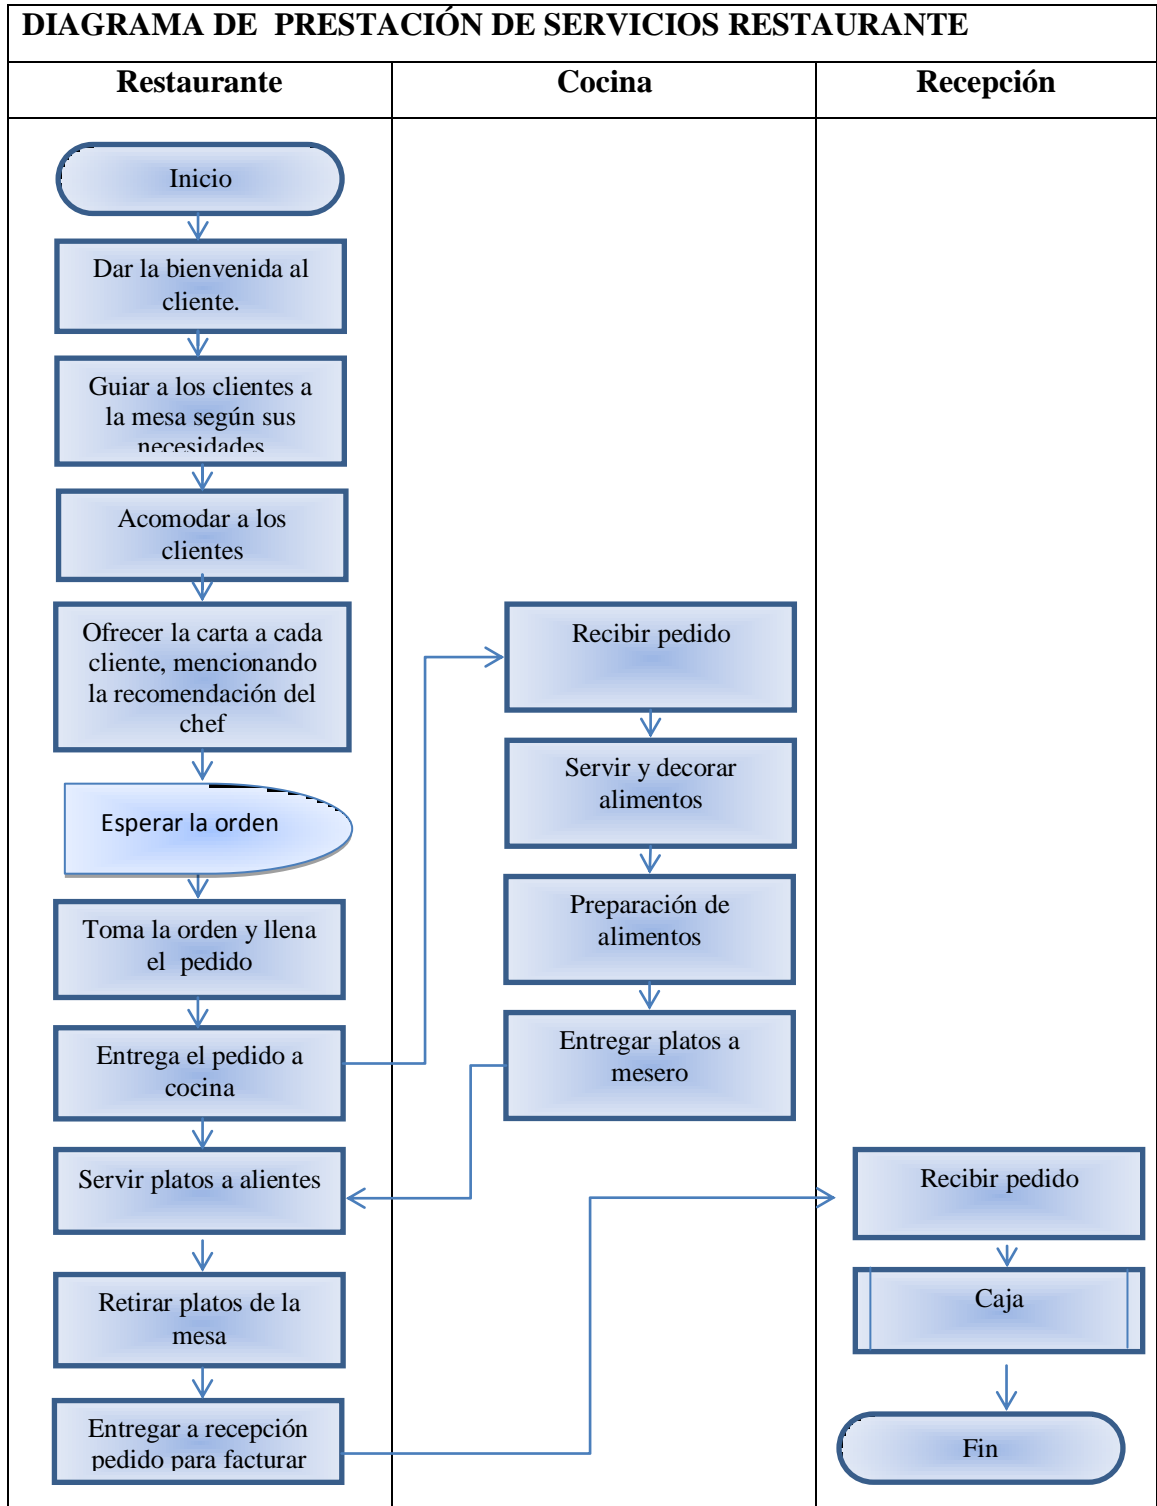 DIAGRAMA DE  PRESTACIÓN DE SERVICIOS RESTAURANTE
Restaurante
Cocina
Recepción
Inicio
Dar la bienvenida al
cliente.
Guiar a los clientes a
la mesa según sus
necesidades
Acomodar a los
clientes
Ofrecer la carta a cada
cliente, mencionando
la recomendación del
chef
Esperar la orden
Toma la orden y llena
el  pedido
Entrega el pedido a
cocina
Servir platos a alientes
Retirar platos de la
mesa
Entregar a recepción
pedido para facturar
Recibir pedido
Servir y decorar
alimentos
Preparación de
alimentos
Entregar platos a
mesero
Recibir pedido
Caja
Fin